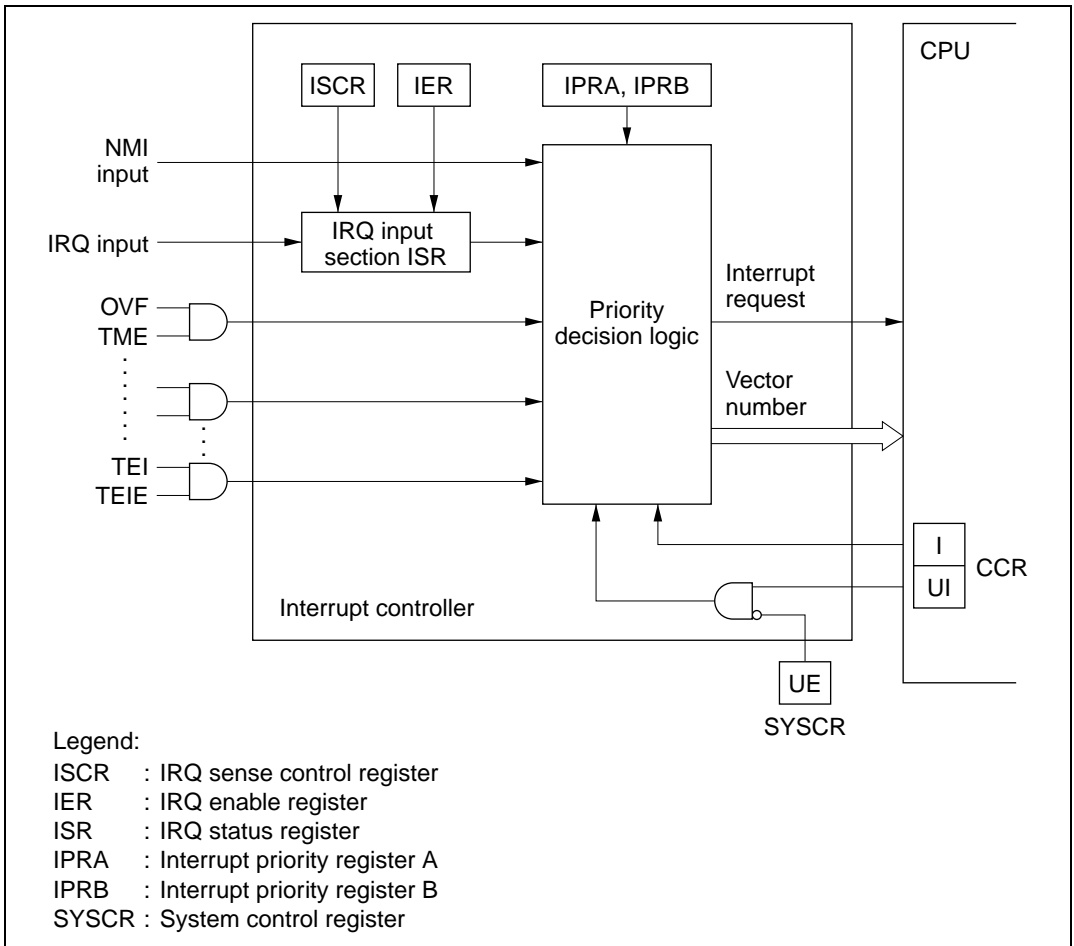 CPU
ISCR
IER
IPRA, IPRB
NMI
input
IRQ input
IRQ input
section ISR
OVF
TME
Priority
decision logic
Interrupt
request
Vector
number
TEI
TEIE
I
UI
CCR
Interrupt controller
UE
SYSCR
Legend:
ISCR : IRQ sense control register
IER : IRQ enable register
ISR : IRQ status register
IPRA : Interrupt priority register A
IPRB : Interrupt priority register B
SYSCR : System control register